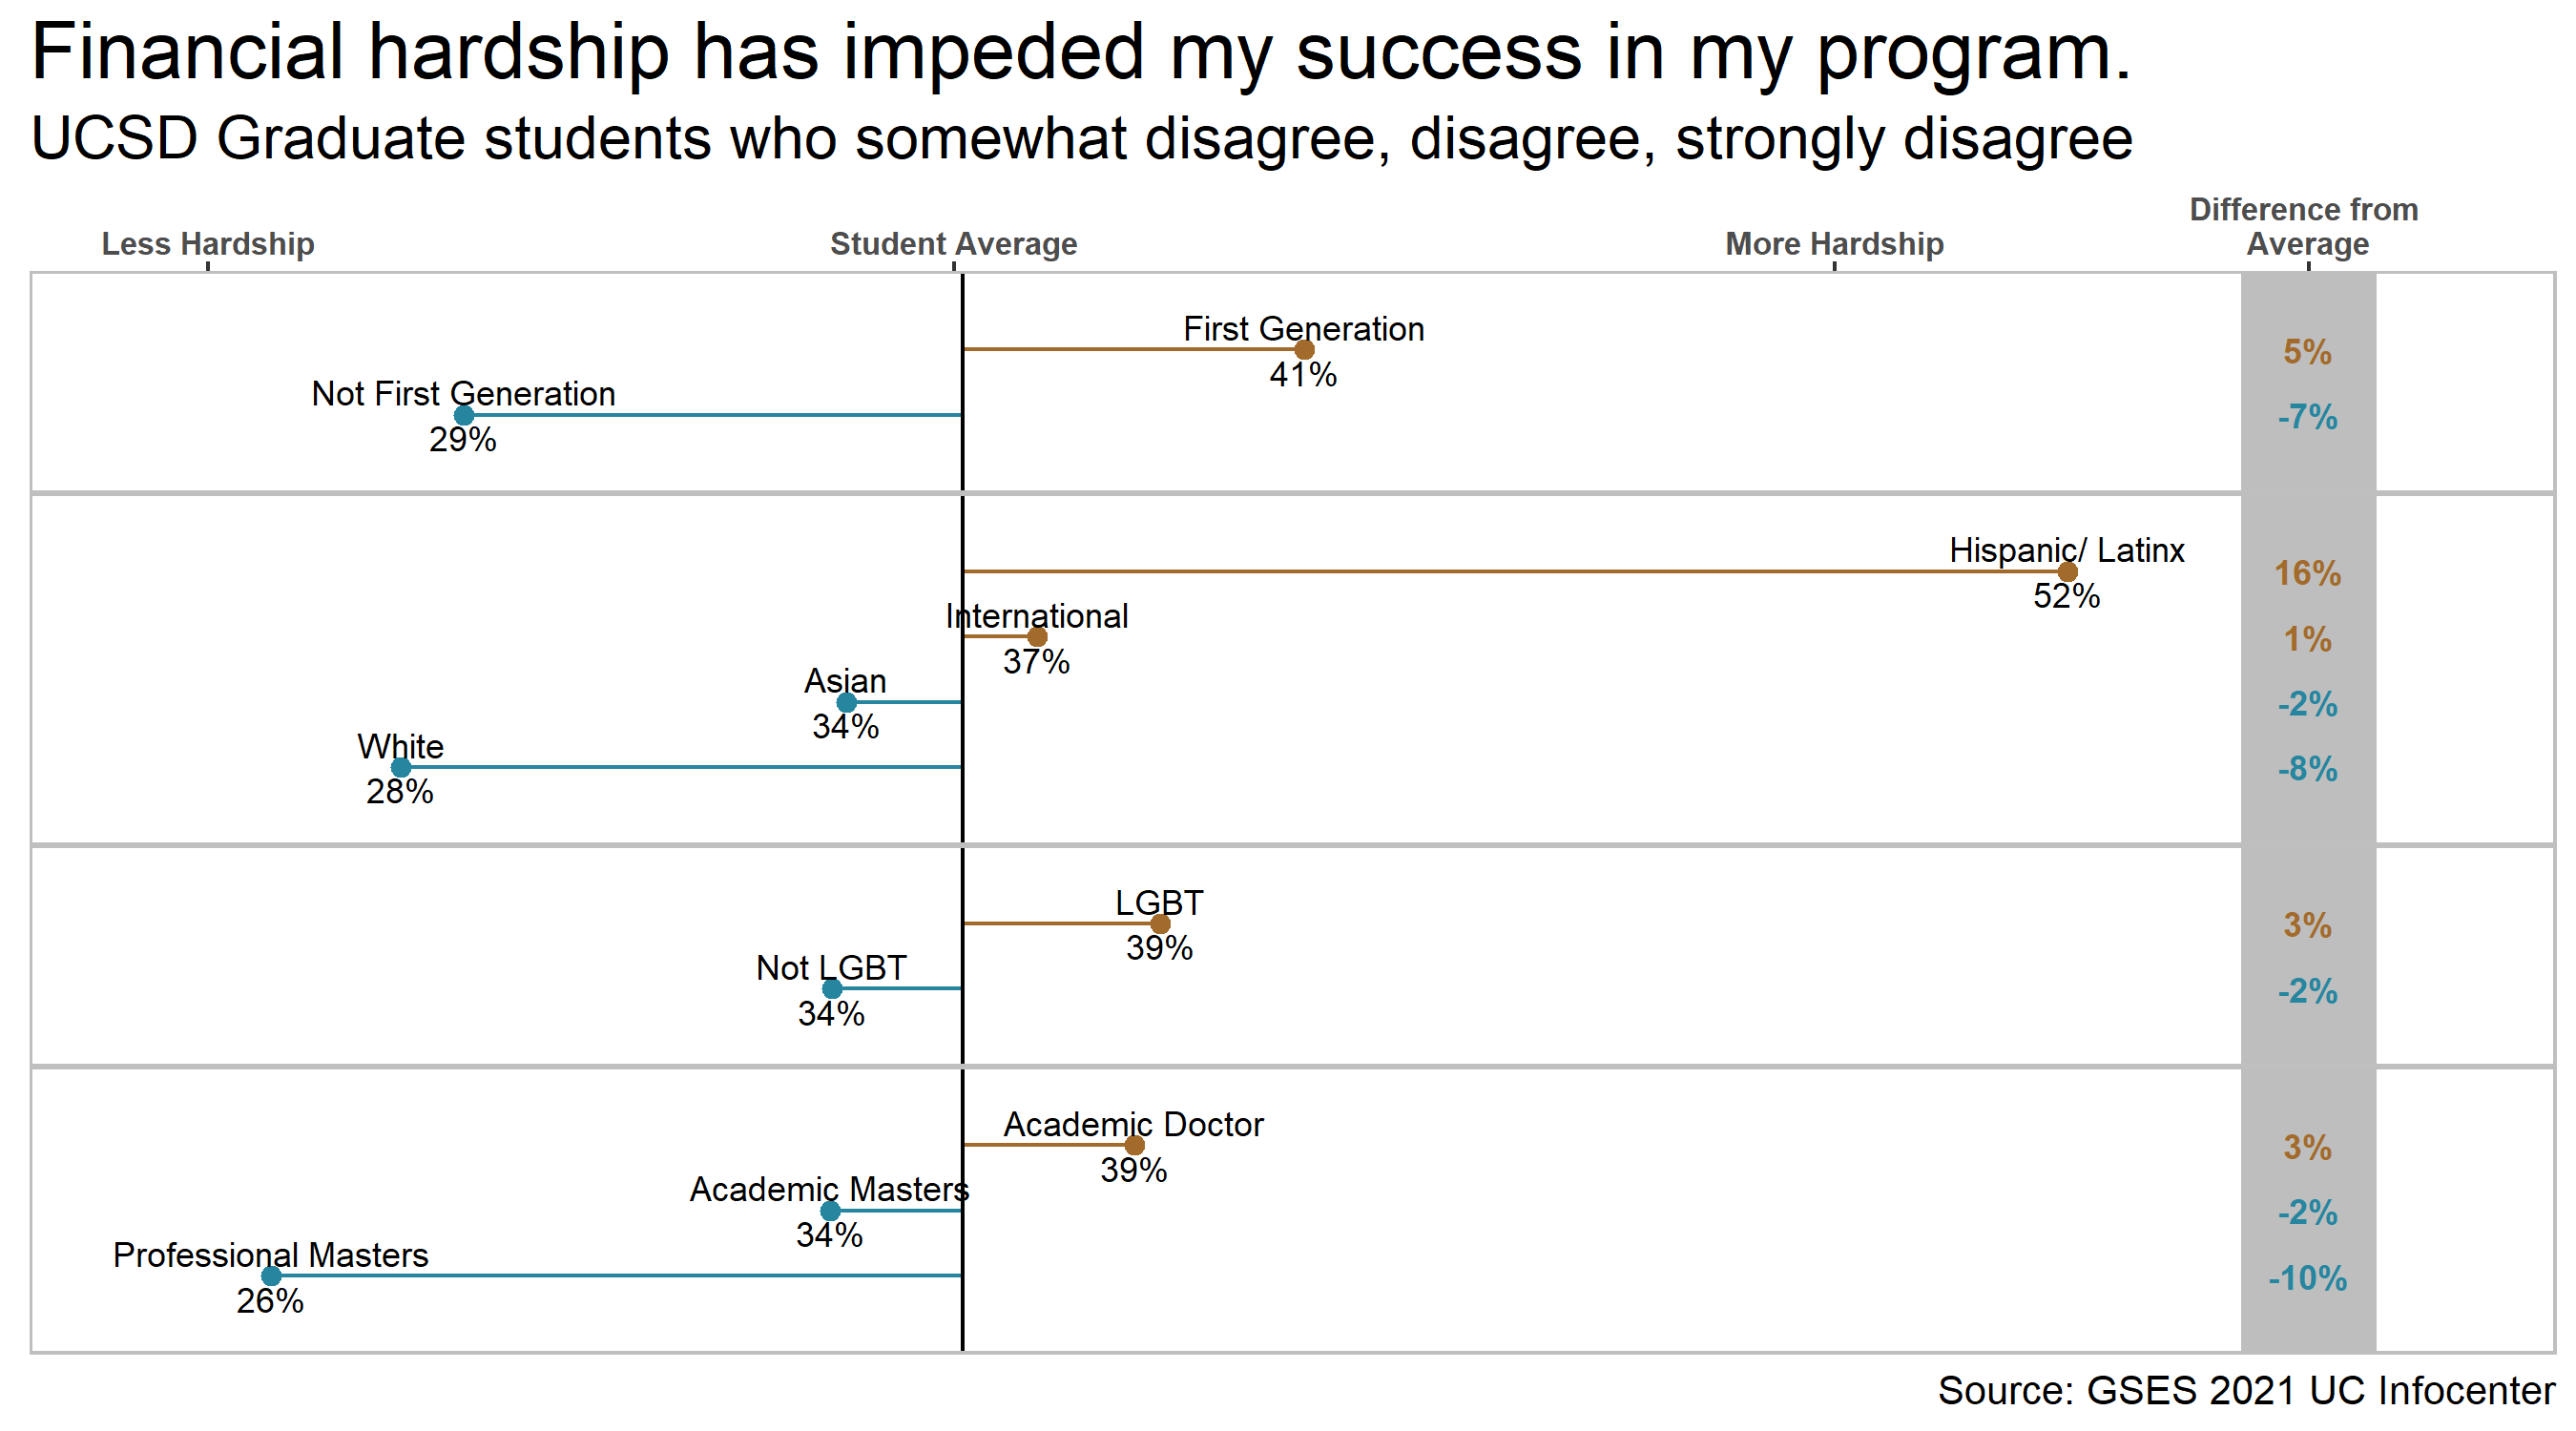 Financial hardship has impeded my success in my program.
UCSD Graduate students who somewhat disagree, disagree, strongly disagree
Less Hardship
Student Average
More Hardship
Difference from
Average
First Generation
41%
5%
Not First Generation
29%
-7%
Hispanic/ Latinx
52%
16%
International
37%
1%
Asian
34%
-2%
White
28%
-8%
LGBT
39%
3%
Not LGBT
34%
-2%
Academic Doctor
39%
3%
Academic Masters
34%
-2%
Professional Masters
26%
-10%
Source: GSES 2021 UC Infocenter